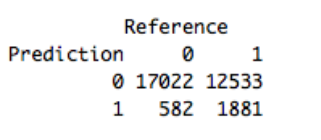 Reference
Prediction 0 1
0 17022 12533
1 582 1881